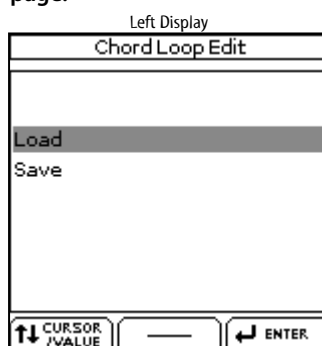 page.
Left Display
Chord Loop Edit
Load
Save
CURSOR
/VALUE
ENTER